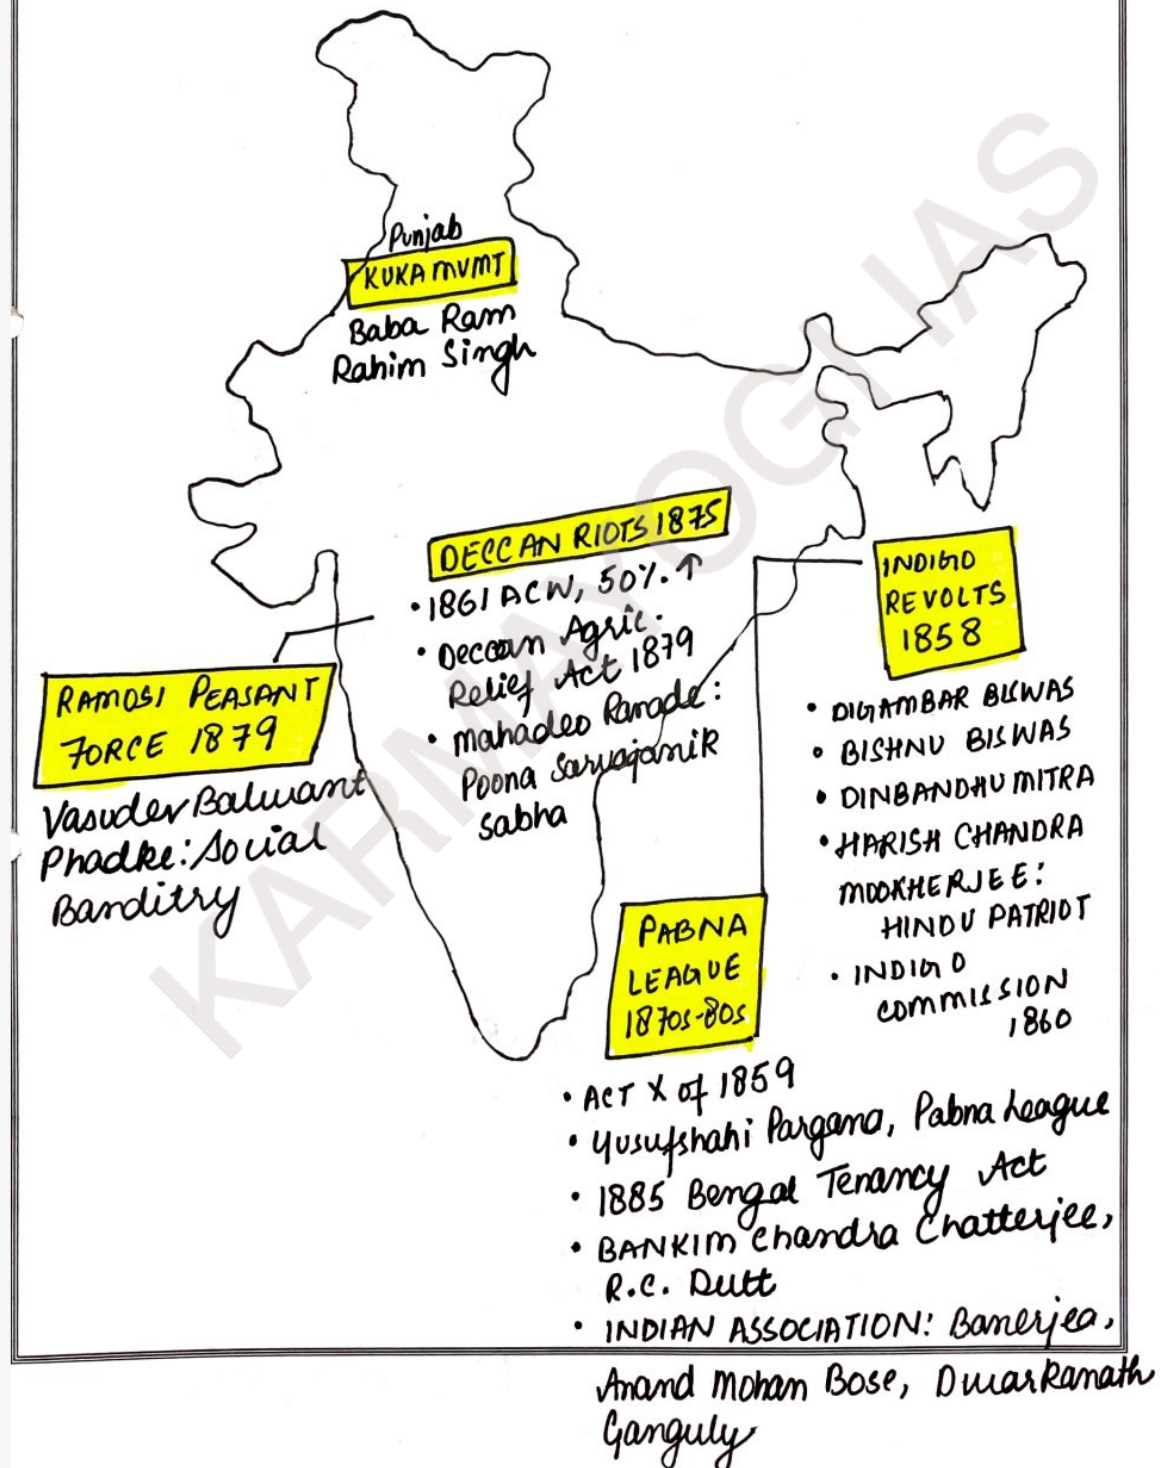 Punjab
KUKA MVMT
Baba Ram
Rahim Singh
DECCAN RIOTS 1875
• 1861 ACW, 50% ↑
• Deccan Agric.
Relief Act 1879
• Mahadeo Ranade:
Poona Sarvajanik
Sabha
RAMOSI PEASANT
FORCE 1879
Vasudev Balwant
Phadke: Social
Banditry
INDIGO
REVOLTS
1858
• DIGAMBAR BISWAS
• BISHNU BISWAS
• DINBANDHU MITRA
• HARISH CHANDRA
MOOKHERJEE:
HINDU PATRIOT
• INDIGO
COMMISSION
1860
PABNA
LEAGUE
1870s-80s
• ACT X of 1859
• Yusufshahi Pargana, Pabna League
• 1885 Bengal Tenancy Act
• BANKIM Chandra Chatterjee,
R.C. Dutt
• INDIAN ASSOCIATION: Banerjea,
Anand Mohan Bose, Dwarkanath
Ganguly
KARMAYOGI IAS